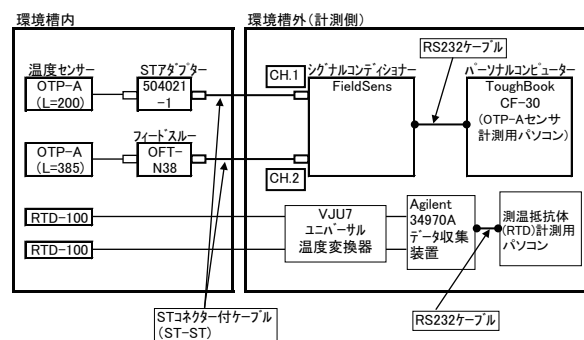 環境槽内
環境槽外(計測側)
温度センサー
OTP-A
(L=200)
STアダプター
504021
-1
CH.1
シグナルコンディショナー
FieldSens
RS232ケーブル
パーソナルコンピューター
ToughBook
CF-30
(OTP-Aセンサ
計測用パソコン)
OTP-A
(L=385)
フィードスルー
OFT-
N38
CH.2
RTD-100
RTD-100
VJU7
ユニバーサル
温度変換器
Agilent
34970A
データ収集
装置
測温抵抗体
(RTD)計測用
パソコン
STコネクター付ケーブル
(ST-ST)
RS232ケーブル